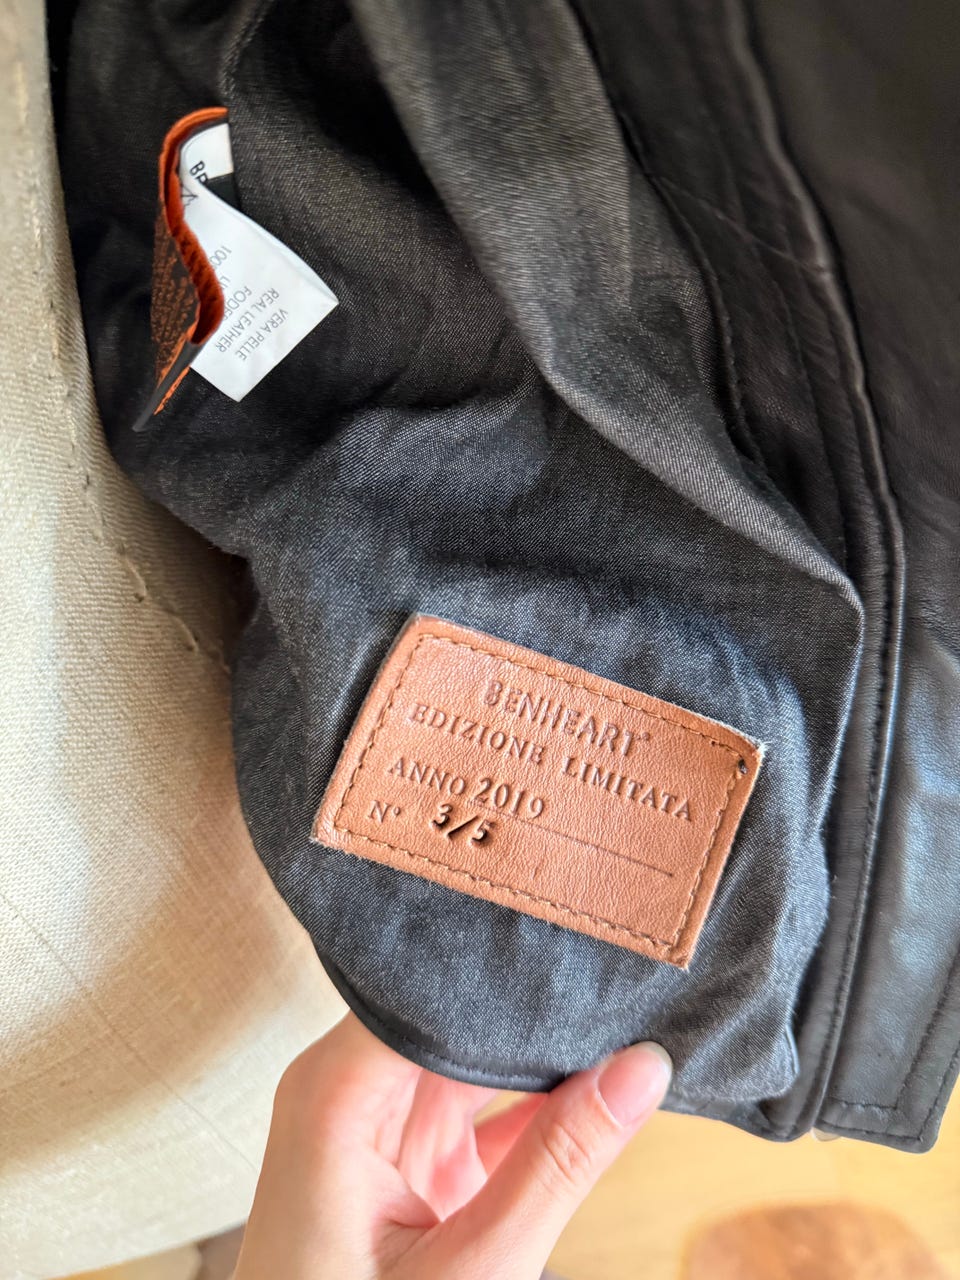 VERA PELLE
REAL LEATHER
BENHEART
EDIZIONE LIMITATA
ANNO 2019
N° 3/5